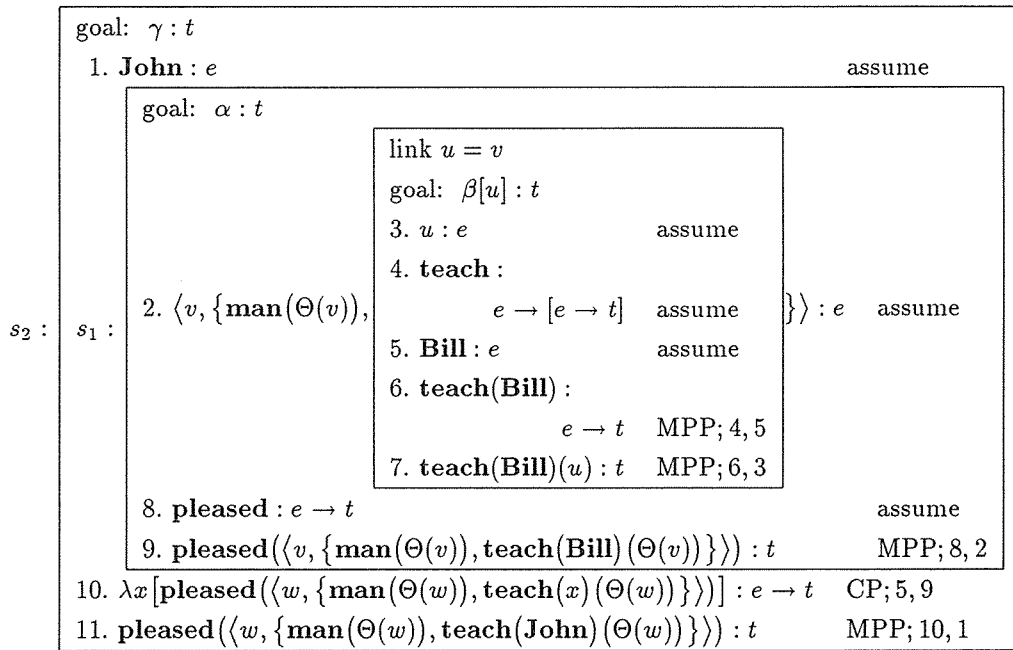 goal: γ : t
1. John : e assume
goal: α : t
link u = v
goal: β[u] : t
3. u : e assume
4. teach :
s₂ : s₁ : 2. ⟨v, {man(Θ(v)), e → [e → t] assume }⟩ : e assume
5. Bill : e assume
6. teach(Bill) :
e → t MPP; 4, 5
7. teach(Bill)(u) : t MPP; 6, 3
8. pleased : e → t assume
9. pleased(⟨v, {man(Θ(v)), teach(Bill)(Θ(v))}⟩) : t MPP; 8, 2
10. λx[pleased(⟨w, {man(Θ(w)), teach(x)(Θ(w))}⟩)] : e → t CP; 5, 9
11. pleased(⟨w, {man(Θ(w)), teach(John)(Θ(w))}⟩) : t MPP; 10, 1